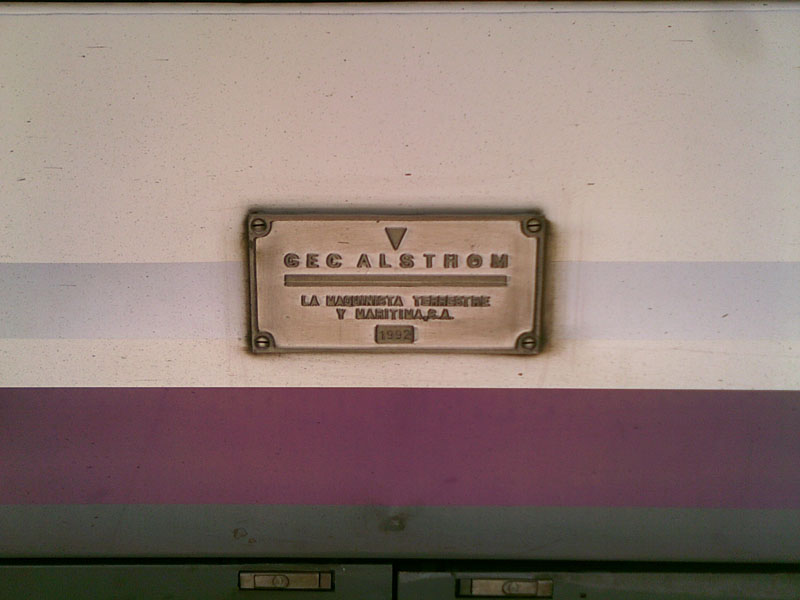 GEC ALSTHOM
LA MAQUINISTA TERRESTRE
Y MARITIMA, S.A.
1992